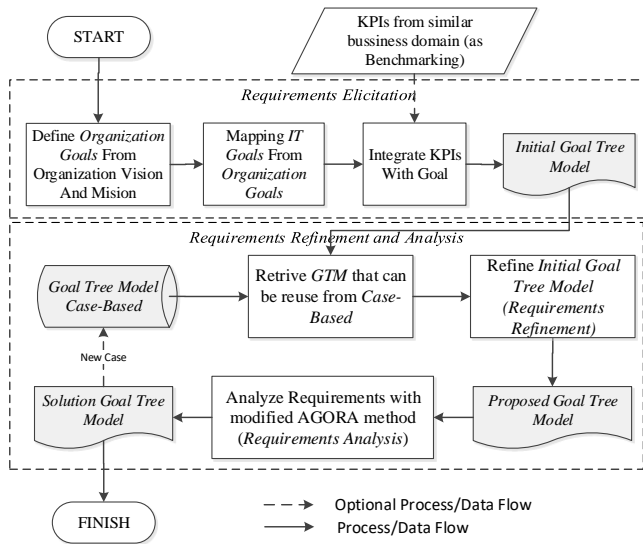 START
KPIs from similar
bussiness domain (as
Benchmarking)
Requirements Elicitation
Define Organization
Goals From
Organization Vision
And Mision
Mapping IT
Goals From
Organization
Goals
Integrate KPIs
With Goal
Initial Goal Tree
Model
Requirements Refinement and Analysis
Goal Tree Model
Case-Based
Retrive GTM that can
be reuse from Case-
Based
Refine Initial Goal
Tree Model
(Requirements
Refinement)
New Case
Solution Goal Tree
Model
Analyze Requirements with
modified AGORA method
(Requirements Analysis)
Proposed Goal Tree
Model
FINISH
Optional Process/Data Flow
Process/Data Flow